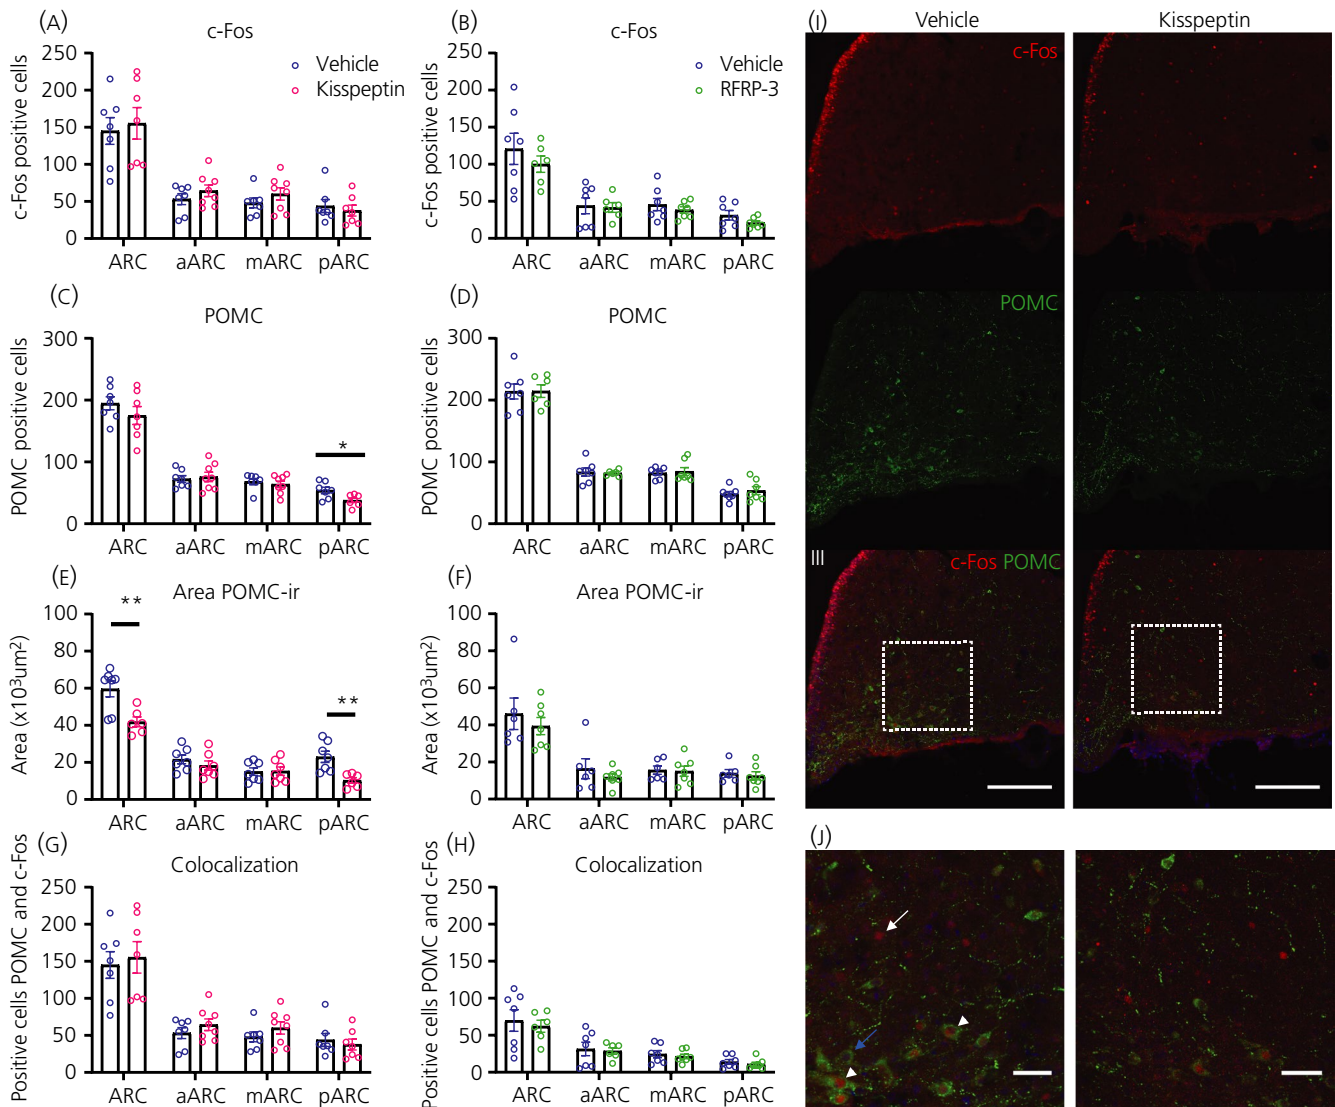 (A)
c-Fos
c-Fos positive cells
250
200
150
100
50
0
Vehicle
Kisspeptin
ARC aARC mARC pARC
(B)
c-Fos
c-Fos positive cells
250
200
150
100
50
0
Vehicle
RFRP-3
ARC aARC mARC pARC
(C)
POMC
POMC positive cells
300
200
100
0
*
ARC aARC mARC pARC
(D)
POMC
POMC positive cells
300
200
100
0
ARC aARC mARC pARC
(E)
Area POMC-ir
Area (x10³um²)
100
80
60
40
20
0
**
**
ARC aARC mARC pARC
(F)
Area POMC-ir
Area (x10³um²)
100
80
60
40
20
0
ARC aARC mARC pARC
(G)
Colocalization
Positive cells POMC and c-Fos
250
200
150
100
50
0
ARC aARC mARC pARC
(H)
Colocalization
Positive cells POMC and c-Fos
250
200
150
100
50
0
ARC aARC mARC pARC
(I)
Vehicle Kisspeptin
c-Fos
POMC
III
c-Fos POMC
(J)